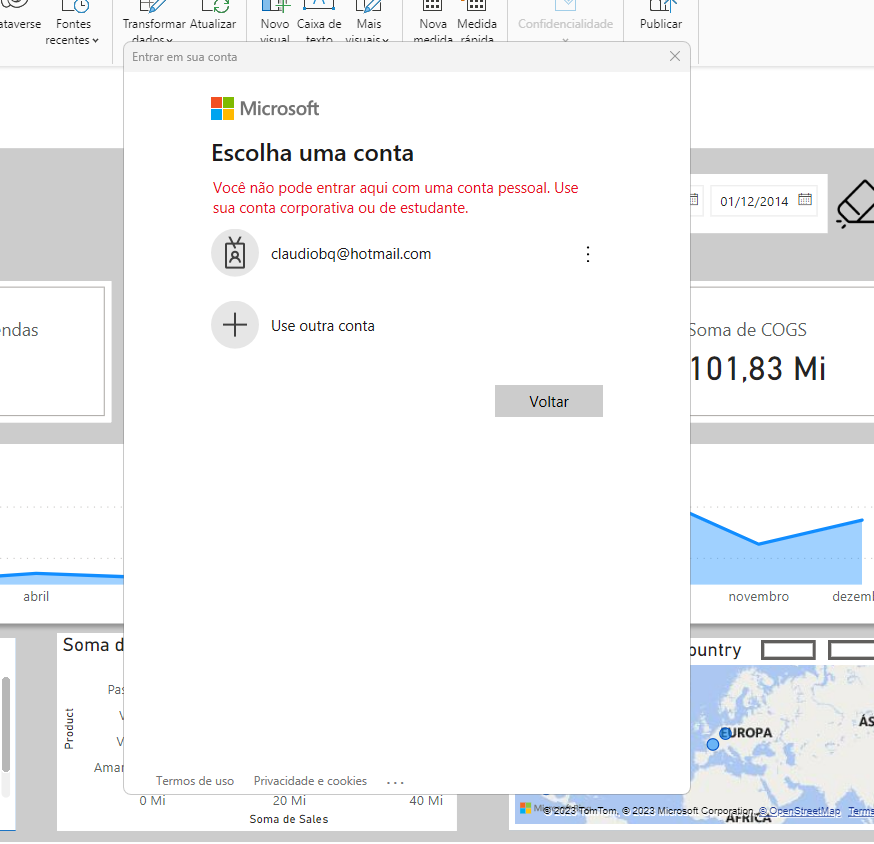 Fontes
recentes
Transformar
dados
Atualizar
Novo
visual
Caixa de
texto
Mais
visuais
Nova
medida
Medida
rápida
Confidencialidade
Publicar
Entrar em sua conta
Microsoft
Escolha uma conta
Você não pode entrar aqui com uma conta pessoal. Use
sua conta corporativa ou de estudante.
claudiobq@hotmail.com
Use outra conta
Voltar
Termos de uso
Privacidade e cookies
...
01/12/2014
Soma de COGS
101,83 Mi
abril
novembro
dezem
Soma d
Product
Pas
V
V
Amar
0 Mi
20 Mi
40 Mi
Soma de Sales
ountry
EUROPA
ÁS
ÁFRICA
© 2023 TomTom, © 2023 Microsoft Corporation, © OpenStreetMap
Terms